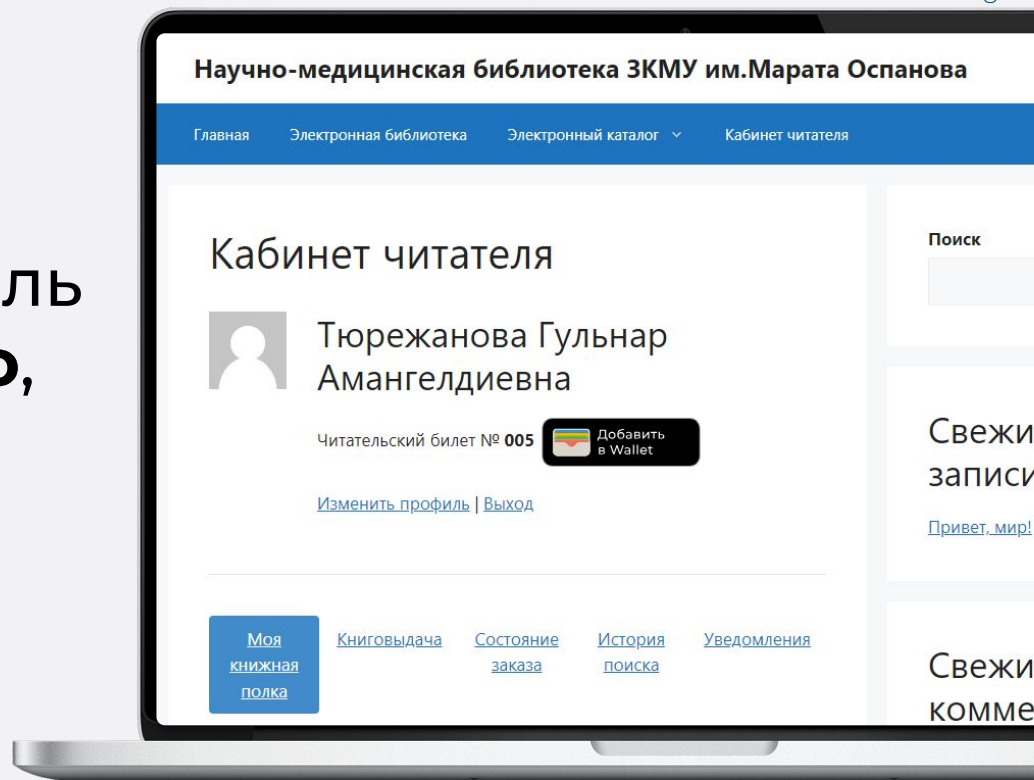 Научно-медицинская библиотека ЗКМУ им.Марата Оспанова
Главная Электронная библиотека Электронный каталог Кабинет читателя
ль
ь,
Кабинет читателя
Тюрежанова Гульнар
Амангелдиевна
Читательский билет № 005
Добавить
в Wallet
Изменить профиль | Выход
Моя
книжная
полка
Книговыдача
Состояние
заказа
История
поиска
Уведомления
Поиск
Свежи
записи
Привет, мир!
Свежи
комме